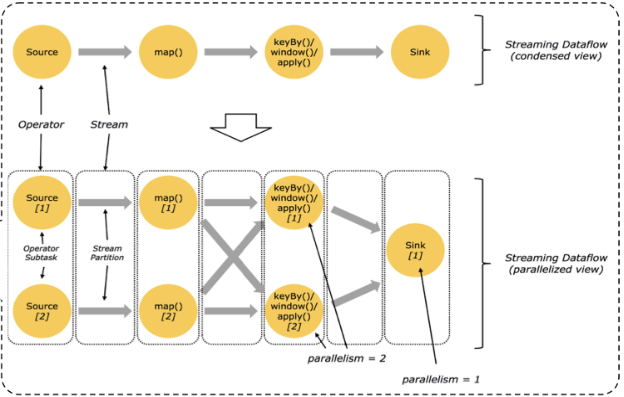 Source
map()
keyBy()/
window()/
apply()
Sink
Streaming Dataflow
(condensed view)
Operator
Stream
Source
[1]
map()
[1]
keyBy()/
window()/
apply()
[1]
Operator
Subtask
Stream
Partition
Sink
[1]
Streaming Dataflow
(parallelized view)
Source
[2]
map()
[2]
keyBy()/
window()/
apply()
[2]
parallelism = 2
parallelism = 1